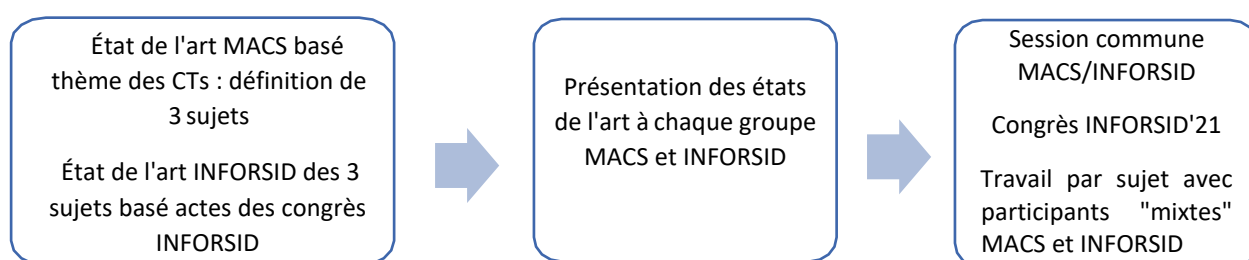 État de l'art MACS basé
thème des CTs : définition de
3 sujets
État de l'art INFORSID des 3
sujets basé actes des congrès
INFORSID
Présentation des états
de l'art à chaque groupe
MACS et INFORSID
Session commune
MACS/INFORSID
Congrès INFORSID'21
Travail par sujet avec
participants "mixtes"
MACS et INFORSID